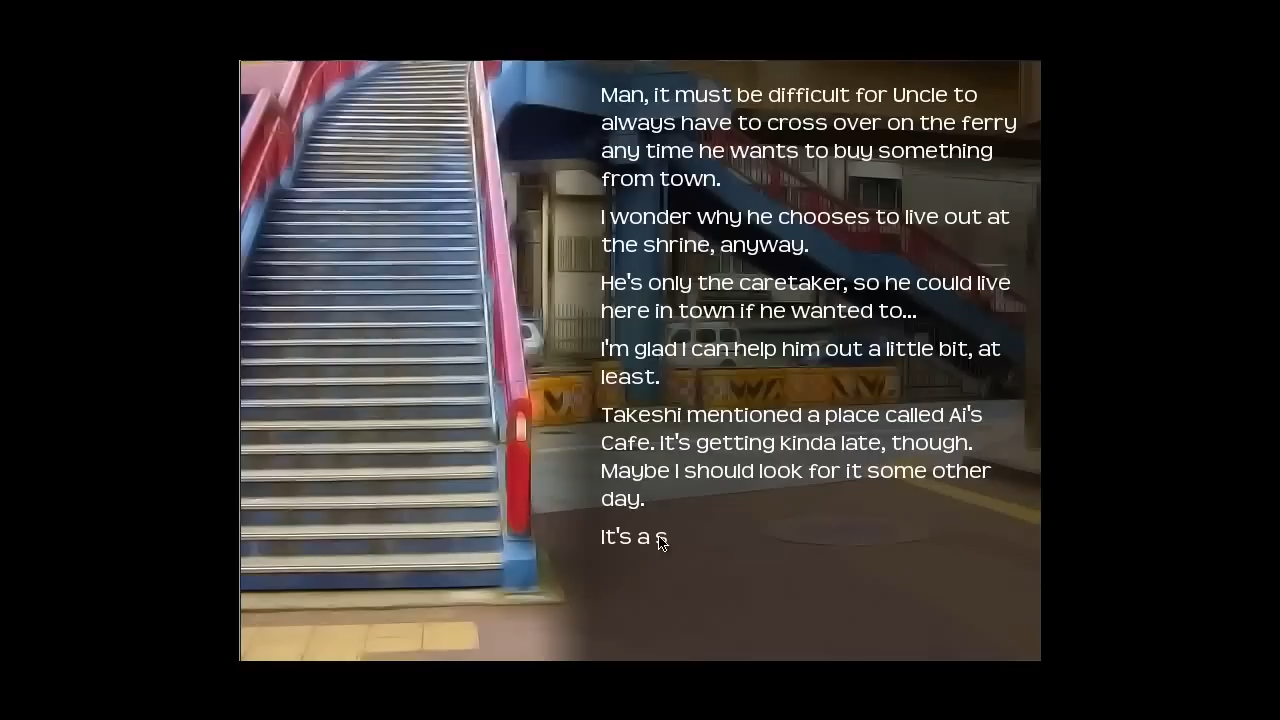 Man, it must be difficult for Uncle to
always have to cross over on the ferry
any time he wants to buy something
from town.
I wonder why he chooses to live out at
the shrine, anyway.
He's only the caretaker, so he could live
here in town if he wanted to...
I'm glad I can help him out a little bit, at
least.
Takeshi mentioned a place called Ai's
Cafe. It's getting kinda late, though.
Maybe I should look for it some other
day.
It's a s